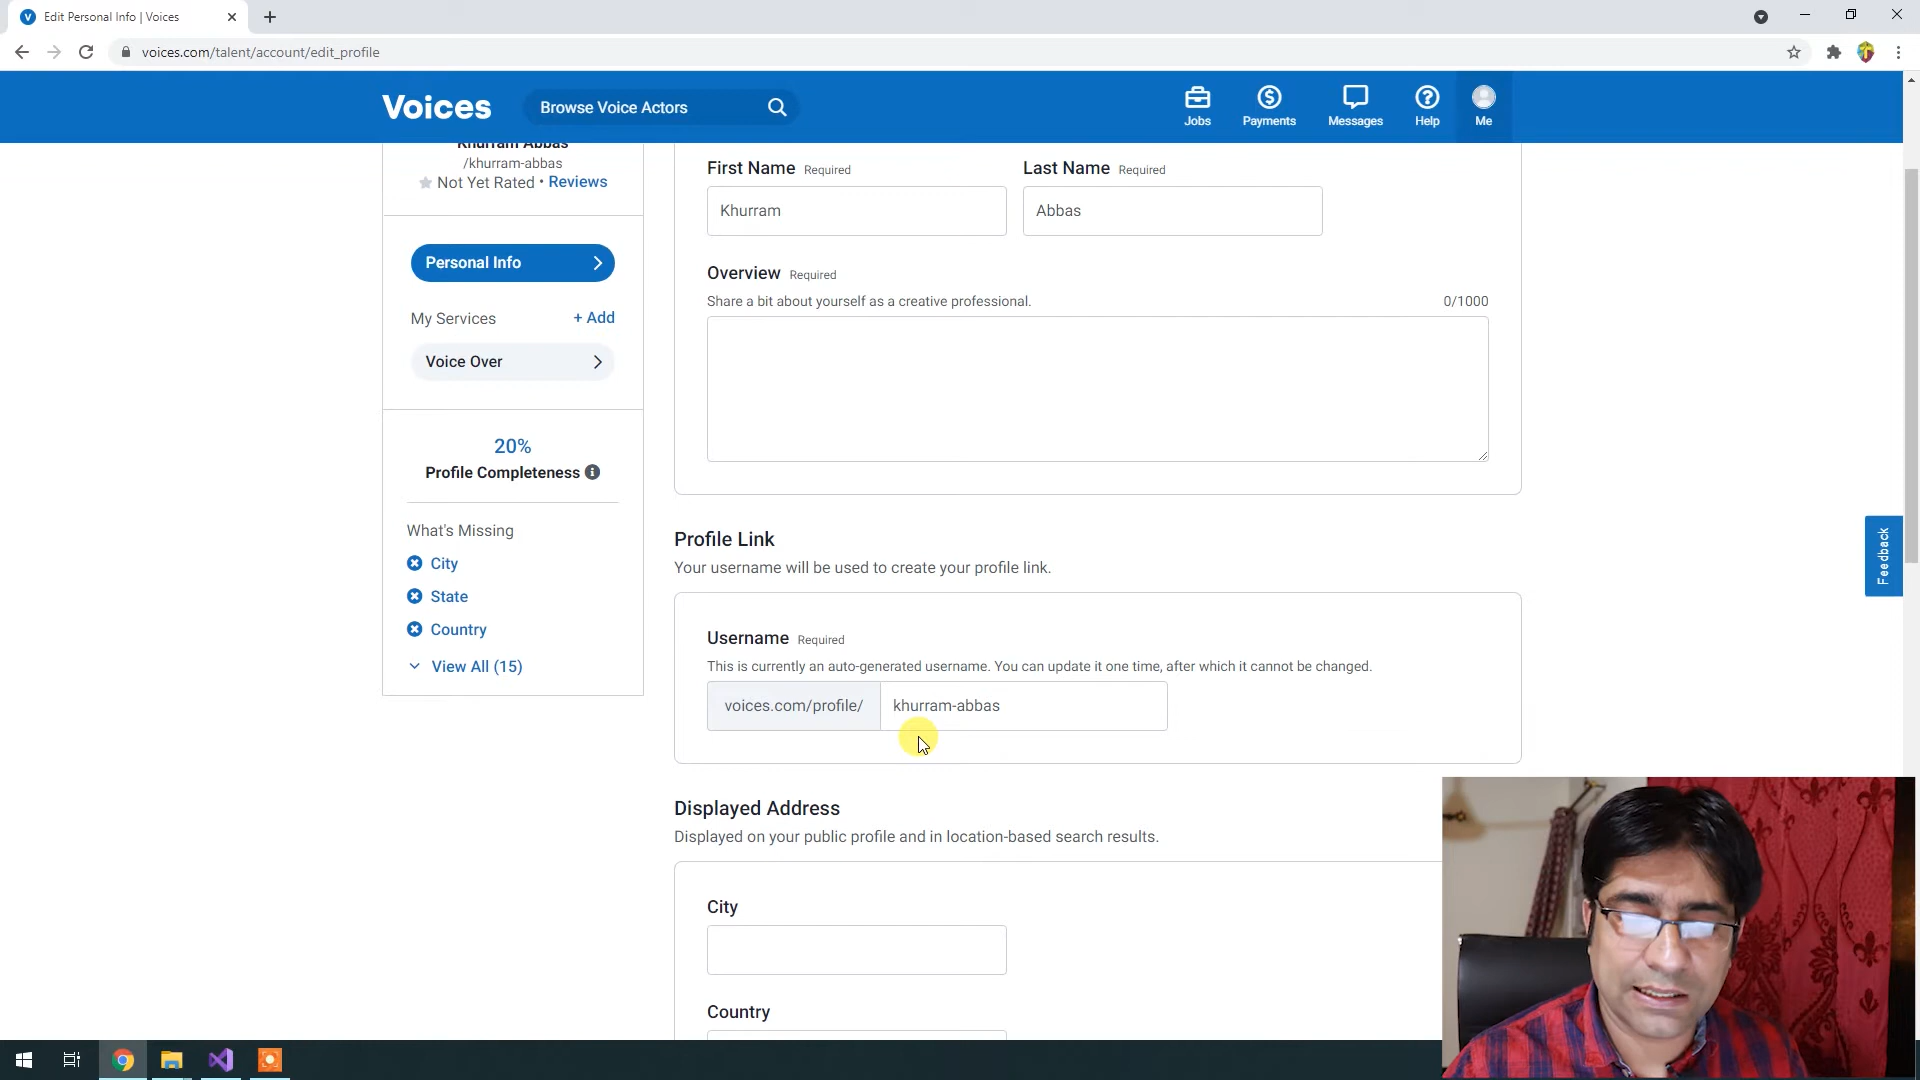 Edit Personal Info | Voices
voices.com/talent/account/edit_profile
Voices
Browse Voice Actors
Jobs
Payments
Messages
Help
Me
Khurram Abbas
/khurram-abbas
Not Yet Rated • Reviews
Personal Info
My Services
+ Add
Voice Over
20%
Profile Completeness
What's Missing
City
State
Country
View All (15)
First Name Required
Last Name Required
Khurram
Abbas
Overview Required
Share a bit about yourself as a creative professional.
0/1000
Profile Link
Your username will be used to create your profile link.
Username Required
This is currently an auto-generated username. You can update it one time, after which it cannot be changed.
voices.com/profile/
khurram-abbas
Displayed Address
Displayed on your public profile and in location-based search results.
City
Country
Feedback